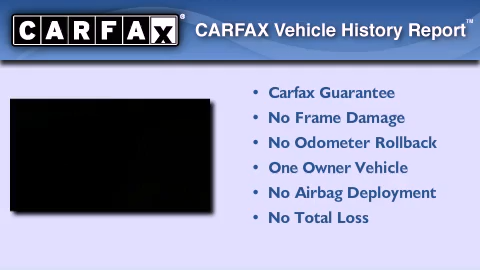 CARFAX® CARFAX Vehicle History Report™
• Carfax Guarantee
• No Frame Damage
• No Odometer Rollback
• One Owner Vehicle
• No Airbag Deployment
• No Total Loss